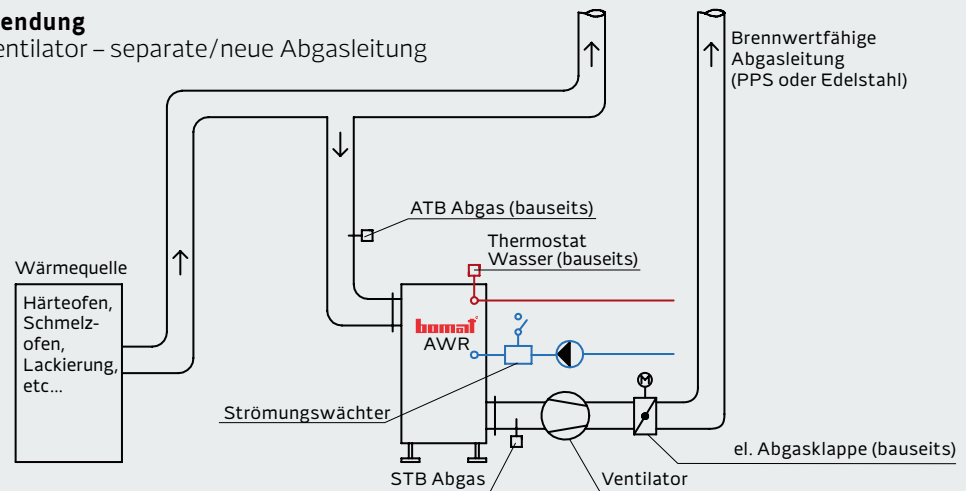 endung
entilator – separate/neue Abgasleitung
Brennwertfähige
Abgasleitung
(PPS oder Edelstahl)
ATB Abgas (bauseits)
Thermostat
Wasser (bauseits)
Wärmequelle
Härteofen,
Schmelz-
ofen,
Lackierung,
etc...
bomat
AWR
M
Strömungswächter
el. Abgasklappe (bauseits)
STB Abgas
Ventilator